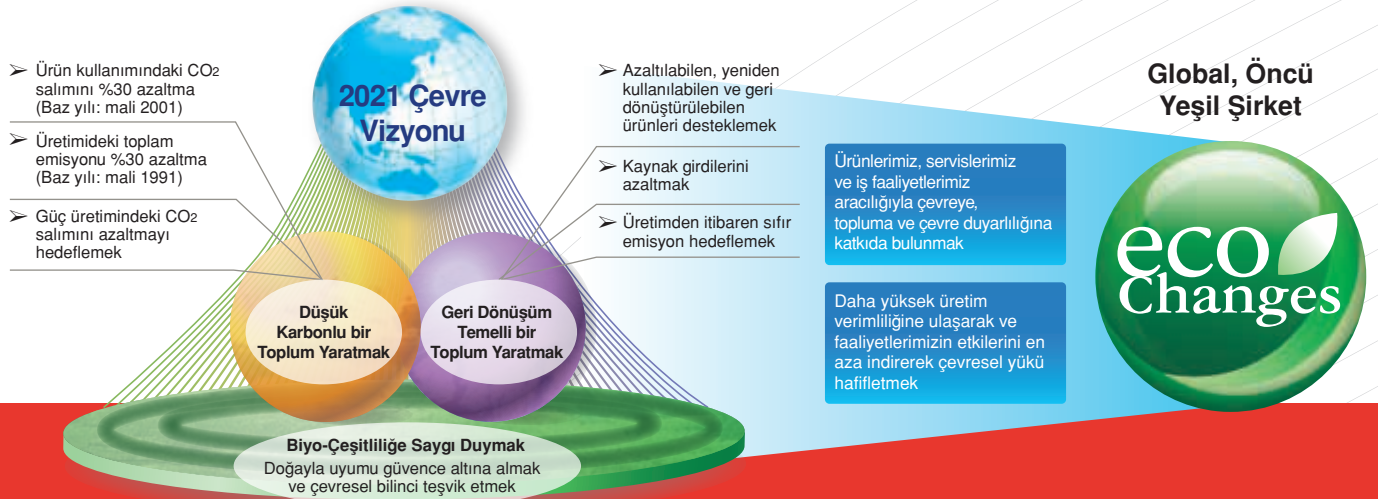 ➢ Ürün kullanımındaki CO2
salımını %30 azaltma
(Baz yılı: mali 2001)
➢ Üretimideki toplam
emisyonu %30 azaltma
(Baz yılı: mali 1991)
➢ Güç üretimindeki CO2
salımını azaltmayı
hedeflemek
2021 Çevre
Vizyonu
➢ Azaltılabilen, yeniden
kullanılabilen ve geri
dönüştürülebilen
ürünleri desteklemek
➢ Kaynak girdilerini
azaltmak
➢ Üretimden itibaren sıfır
emisyon hedeflemek
Düşük
Karbonlu bir
Toplum Yaratmak
Geri Dönüşüm
Temelli bir
Toplum Yaratmak
Biyo-Çeşitliliğe Saygı Duymak
Doğayla uyumu güvence altına almak
ve çevresel bilinci teşvik etmek
Ürünlerimiz, servislerimiz
ve iş faaliyetlerimiz
aracılığıyla çevreye,
topluma ve çevre duyarlılığına
katkıda bulunmak
Daha yüksek üretim
verimliliğine ulaşarak ve
faaliyetlerimizin etkilerini en
aza indirerek çevresel yükü
hafifletmek
Global, Öncü
Yeşil Şirket
eco
Changes